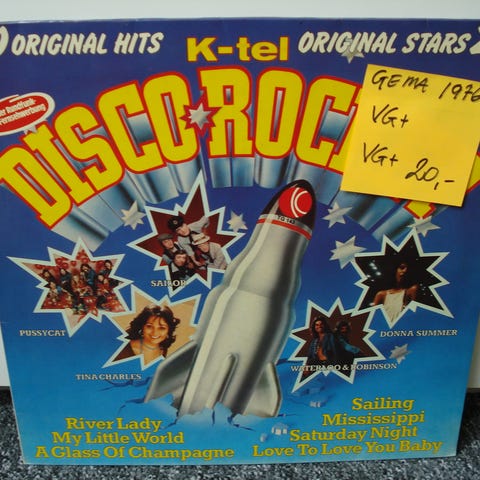 ORIGINAL HITS
K-tel
ORIGINAL STARS
DISCO ROCK
GEMA 1976
VG+
VG+ 20,-
K
SAILOR
PUSSYCAT
DONNA SUMMER
TINA CHARLES
WATERLOO & ROBINSON
River Lady
My Little World
A Glass Of Champagne
Sailing
Mississippi
Saturday Night
Love To Love You Baby